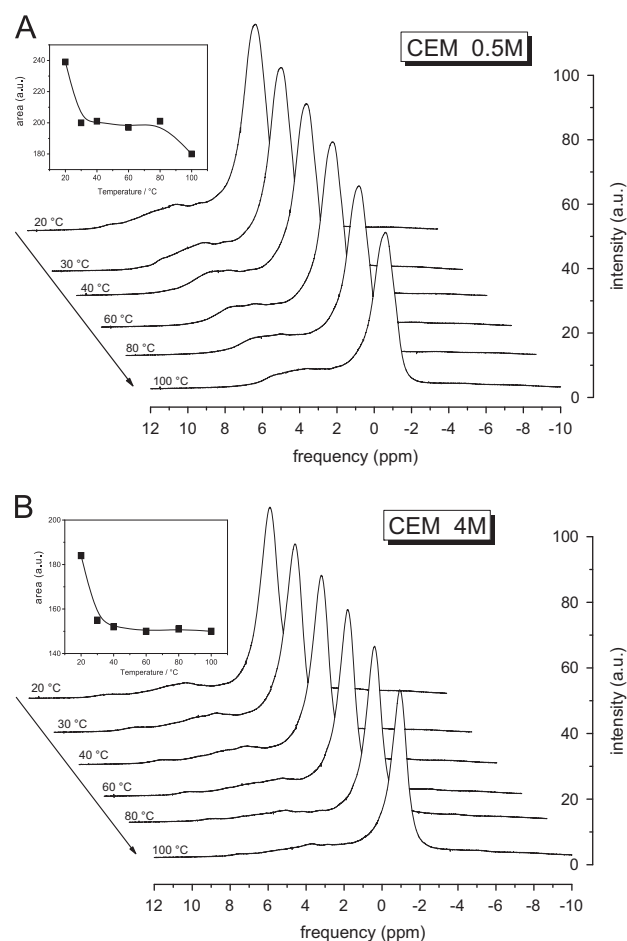 A
CEM 0.5M
240
220
200
180
area (a.u.)
20 40 60 80 100
Temperature / °C
20 °C
30 °C
40 °C
60 °C
80 °C
100 °C
100
80
60
40
20
0
intensity (a.u.)
12 10 8 6 4 2 0 -2 -4 -6 -8 -10
frequency (ppm)
B
CEM 4M
200
180
160
140
area (a.u.)
20 40 60 80 100
Temperature / °C
20 °C
30 °C
40 °C
60 °C
80 °C
100 °C
100
80
60
40
20
0
intensity (a.u.)
12 10 8 6 4 2 0 -2 -4 -6 -8 -10
frequency (ppm)